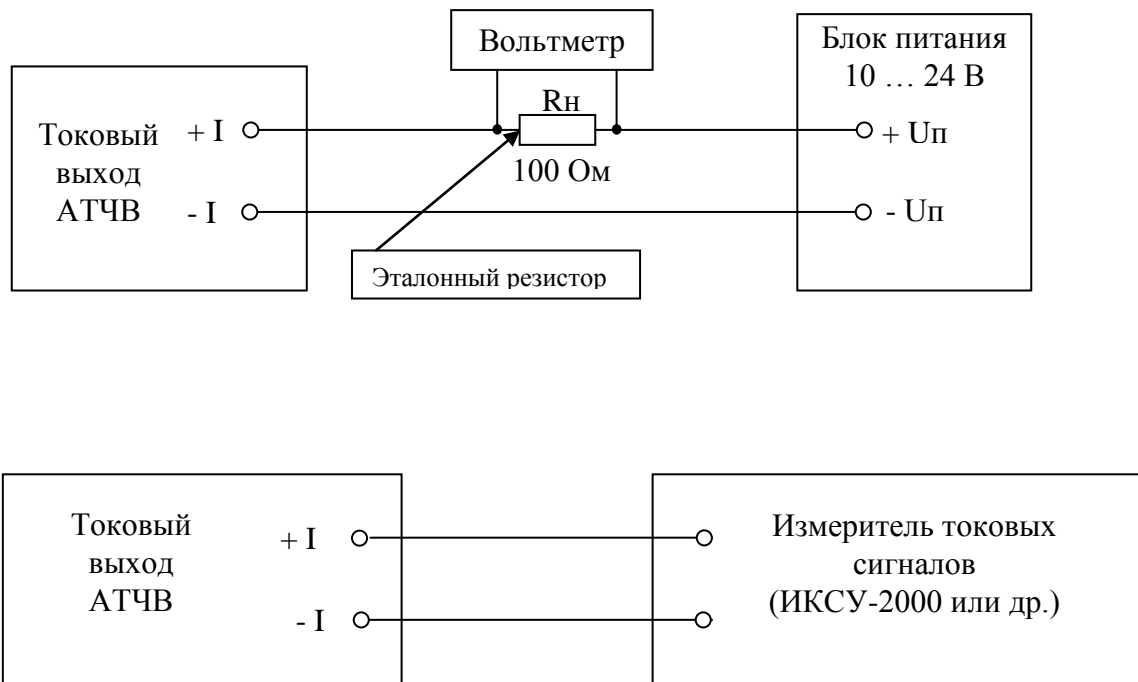 Вольтметр
Блок питания
10 … 24 В
Токовый
выход
АТЧВ
+ I
- I
Rн
100 Ом
+ Uп
- Uп
Эталонный резистор
Токовый
выход
АТЧВ
+ I
- I
Измеритель токовых
сигналов
(ИКСУ-2000 или др.)